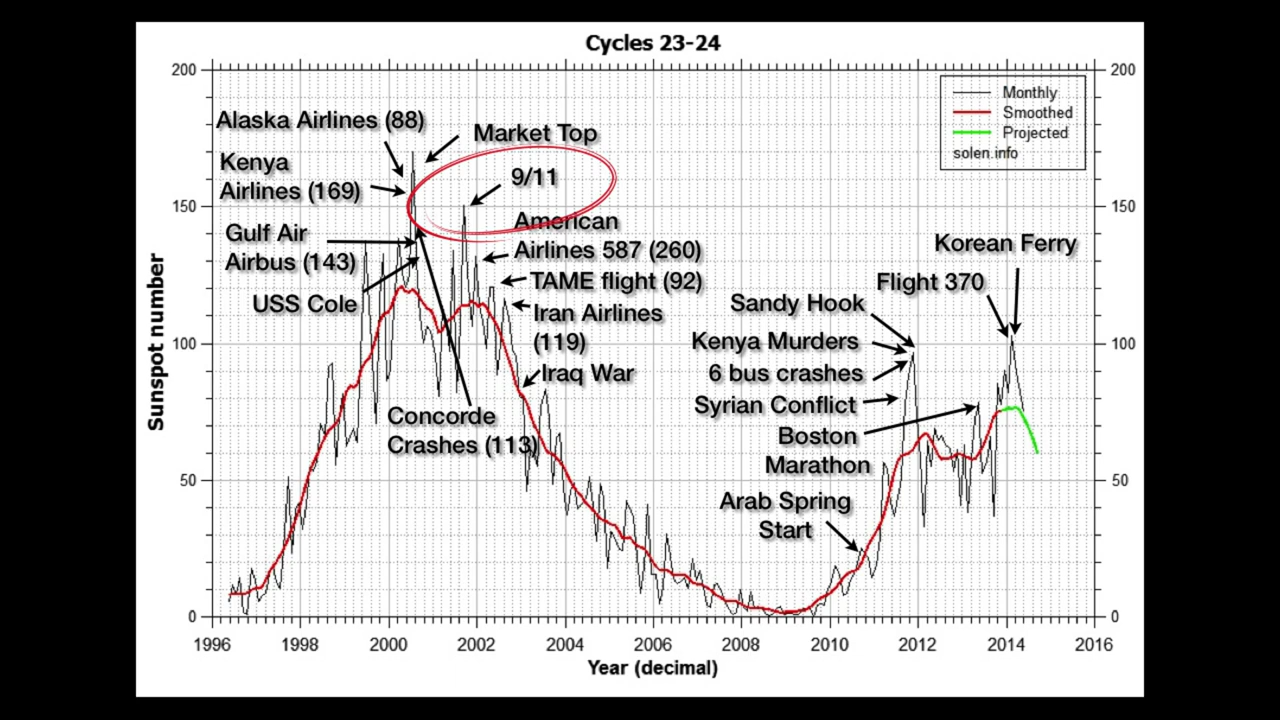 Cycles 23-24
200
150
100
50
0
200
150
100
50
0
Sunspot number
1996
1998
2000
2002
2004
2006
2008
2010
2012
2014
2016
Year (decimal)
Monthly
Smoothed
Projected
solen.info
Alaska Airlines (88)
Market Top
Kenya
Airlines (169)
9/11
Gulf Air
Airbus (143)
American
Airlines 587 (260)
USS Cole
TAME flight (92)
Iran Airlines
(119)
Iraq War
Concorde
Crashes (113)
Korean Ferry
Flight 370
Sandy Hook
Kenya Murders
6 bus crashes
Syrian Conflict
Boston
Marathon
Arab Spring
Start